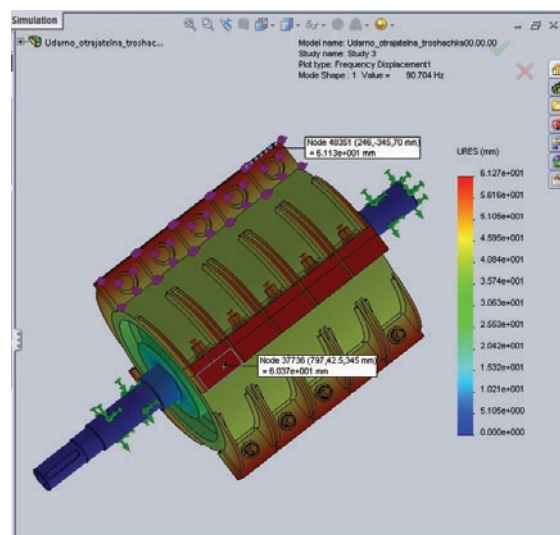 Simulation
Udarno_otrajatelna_troshac...
Model name: Udarno_otrajatelna_troshachka00.00.00
Study name: Study 3
Plot type: Frequency Displacement1
Mode Shape : 1 Value = 90.704 Hz
Node 48351 (246,-345,70 mm)
= 6.113e+001 mm
URES (mm)
6.127e+001
5.616e+001
5.106e+001
4.595e+001
4.084e+001
3.574e+001
3.063e+001
2.553e+001
2.042e+001
1.532e+001
1.021e+001
5.105e+000
0.000e+000
Node 37736 (797,42.5,345 mm)
= 6.037e+001 mm